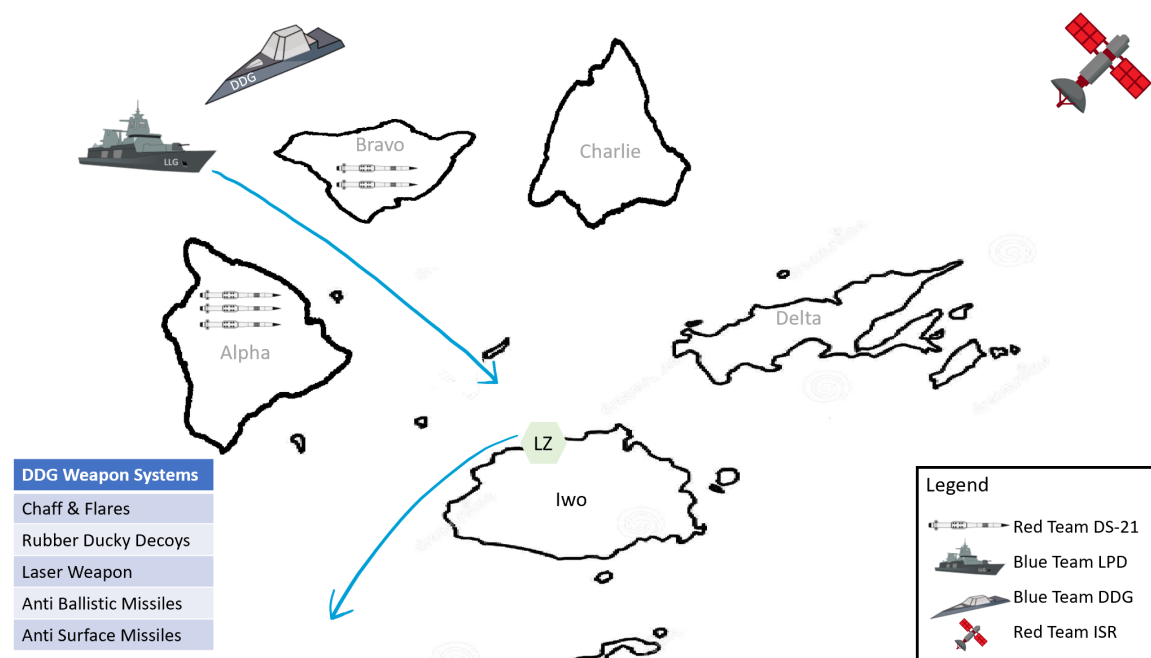 DDG
LLG
Bravo
Charlie
Alpha
Delta
LZ
Iwo
DDG Weapon Systems
Chaff & Flares
Rubber Ducky Decoys
Laser Weapon
Anti Ballistic Missiles
Anti Surface Missiles
Legend
Red Team DS-21
Blue Team LPD
Blue Team DDG
Red Team ISR